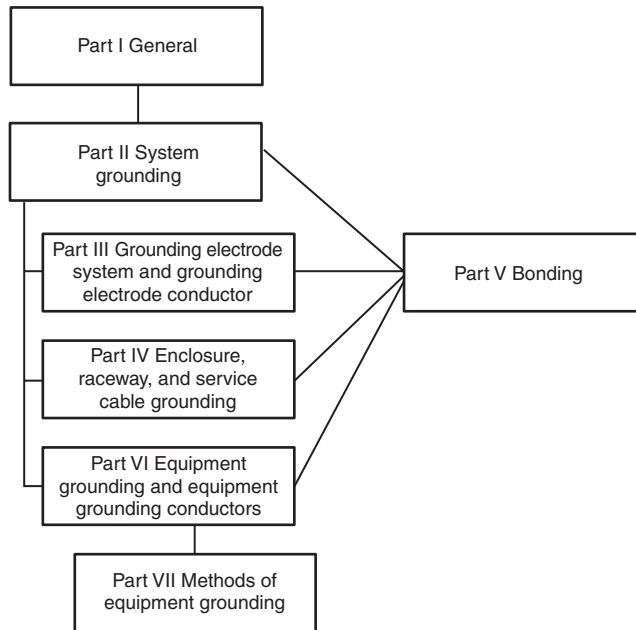 Part I General
Part II System
grounding
Part III Grounding electrode
system and grounding
electrode conductor
Part V Bonding
Part IV Enclosure,
raceway, and service
cable grounding
Part VI Equipment
grounding and equipment
grounding conductors
Part VII Methods of
equipment grounding